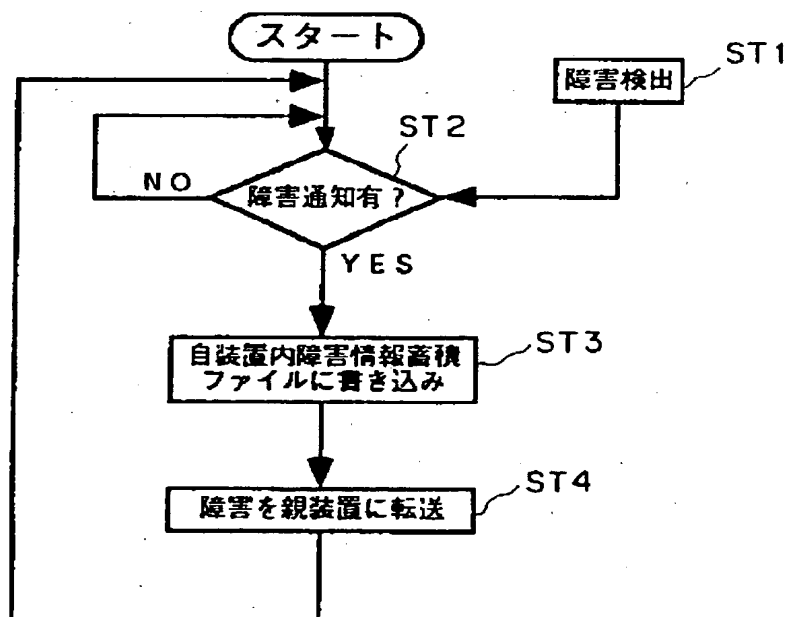 スタート
障害検出
ST1
ST2
障害通知有?
NO
YES
自装置内障害情報蓄積
ファイルに書き込み
ST3
障害を親装置に転送
ST4